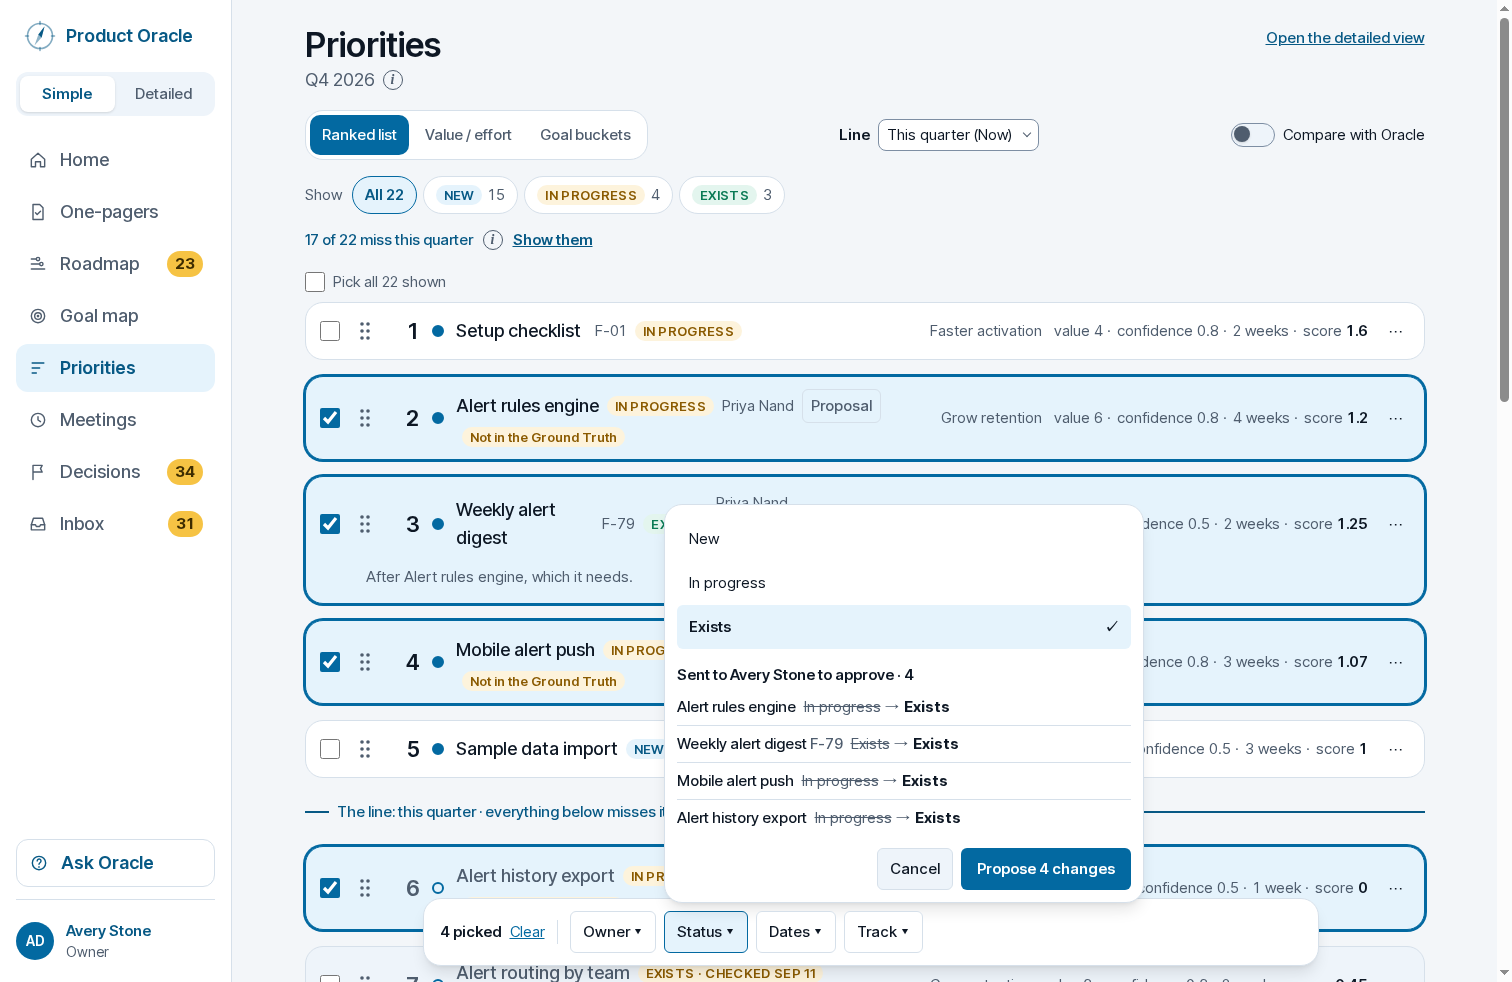 Product Oracle
Simple
Detailed
Home
One-pagers
Roadmap 23
Goal map
Priorities
Meetings
Decisions 34
Inbox 31
Ask Oracle
AD
Avery Stone
Owner
Priorities
Open the detailed view
Q4 2026 i
Ranked list
Value / effort
Goal buckets
Line This quarter (Now)
Compare with Oracle
Show All 22 NEW 15 IN PROGRESS 4 EXISTS 3
17 of 22 miss this quarter i Show them
Pick all 22 shown
1 Setup checklist F-01 IN PROGRESS Faster activation value 4 · confidence 0.8 · 2 weeks · score 1.6 ...
2 Alert rules engine IN PROGRESS Priya Nand Proposal Grow retention value 6 · confidence 0.8 · 4 weeks · score 1.2 ...
Not in the Ground Truth
Priya Nand
3 Weekly alert digest F-79 EX dence 0.5 · 2 weeks · score 1.25 ...
After Alert rules engine, which it needs.
4 Mobile alert push IN PROG dence 0.8 · 3 weeks · score 1.07 ...
Not in the Ground Truth
5 Sample data import NEW nfidence 0.5 · 3 weeks · score 1 ...
The line: this quarter · everything below misses it
6 Alert history export IN PR confidence 0.5 · 1 week · score 0 ...
Alert routing by team EXISTS · CHECKED SEP 11
New
In progress
Exists ✓
Sent to Avery Stone to approve · 4
Alert rules engine In progress → Exists
Weekly alert digest F-79 Exists → Exists
Mobile alert push In progress → Exists
Alert history export In progress → Exists
Cancel
Propose 4 changes
4 picked Clear Owner ▾ Status ▾ Dates ▾ Track ▾